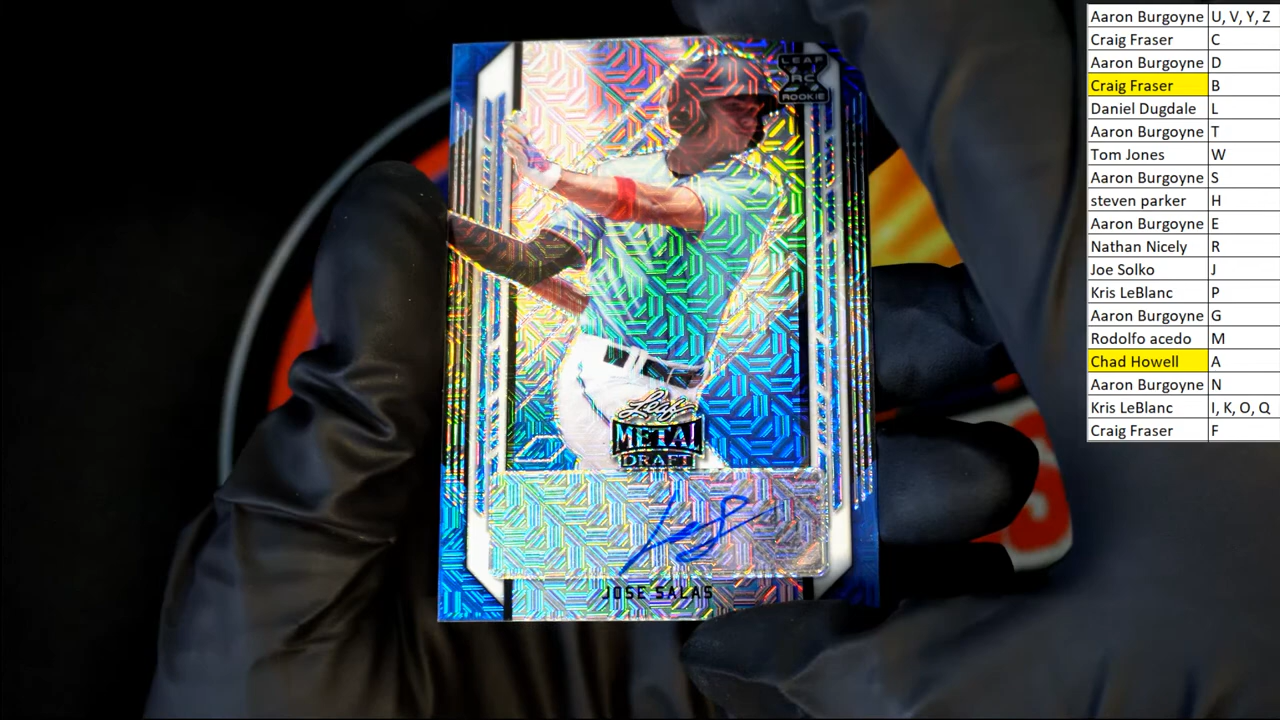 LEAF
RC
ROOKIE
Leaf
METAL
DRAFT
JOSE SALAS
Aaron Burgoyne U, V, Y, Z
Craig Fraser C
Aaron Burgoyne D
Craig Fraser B
Daniel Dugdale L
Aaron Burgoyne T
Tom Jones W
Aaron Burgoyne S
steven parker H
Aaron Burgoyne E
Nathan Nicely R
Joe Solko J
Kris LeBlanc P
Aaron Burgoyne G
Rodolfo acedo M
Chad Howell A
Aaron Burgoyne N
Kris LeBlanc I, K, O, Q
Craig Fraser F